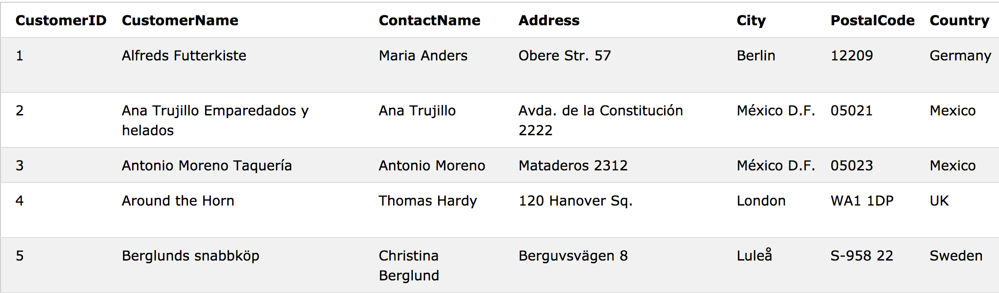 CustomerID CustomerName ContactName Address City PostalCode Country
1 Alfreds Futterkiste Maria Anders Obere Str. 57 Berlin 12209 Germany
2 Ana Trujillo Emparedados y Ana Trujillo Avda. de la Constitución México D.F. 05021 Mexico
helados 2222
3 Antonio Moreno Taquería Antonio Moreno Mataderos 2312 México D.F. 05023 Mexico
4 Around the Horn Thomas Hardy 120 Hanover Sq. London WA1 1DP UK
5 Berglunds snabbköp Christina Berguvsvägen 8 Luleå S-958 22 Sweden
Berglund